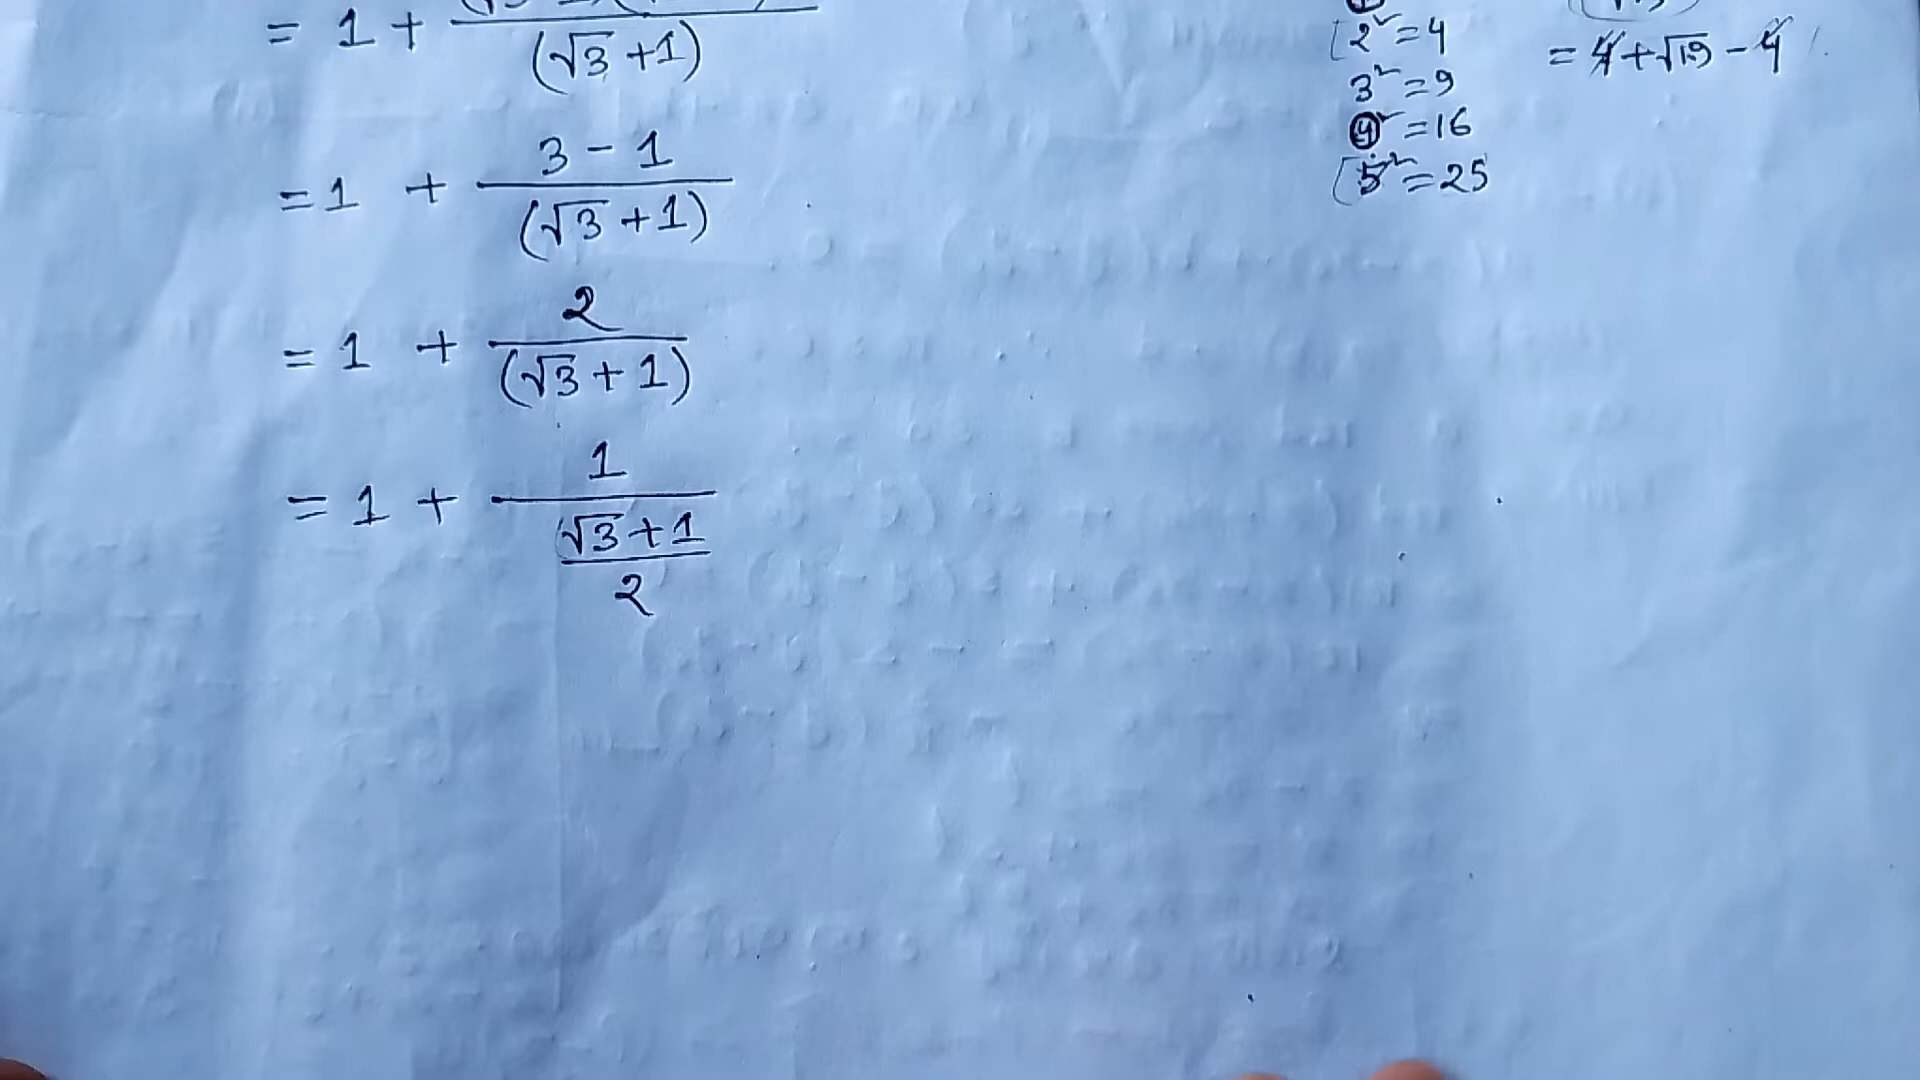 = 1 + / (√3 + 1)
= 1 + (3 - 1) / (√3 + 1)
= 1 + 2 / (√3 + 1)
= 1 + 1 / ((√3 + 1) / 2)
2² = 4
3² = 9
4² = 16
5² = 25
= 4 + √19 - 4